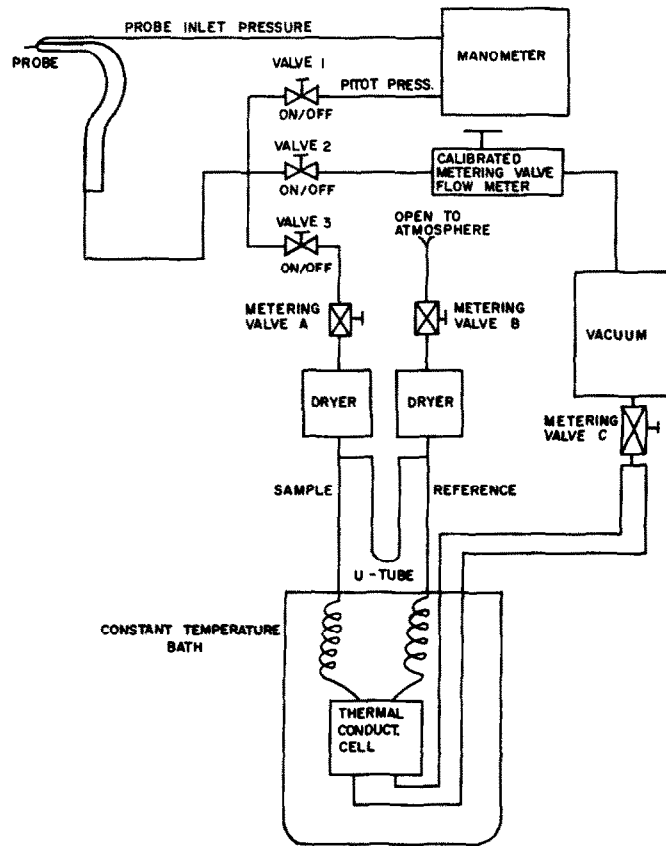 PROBE INLET PRESSURE
PROBE
MANOMETER
VALVE 1
PITOT PRESS.
ON/OFF
VALVE 2
ON/OFF
CALIBRATED
METERING VALVE
FLOW METER
VALVE 3
ON/OFF
OPEN TO
ATMOSPHERE
METERING
VALVE A
METERING
VALVE B
VACUUM
DRYER
DRYER
METERING
VALVE C
SAMPLE
REFERENCE
U-TUBE
CONSTANT TEMPERATURE
BATH
THERMAL
CONDUCT.
CELL